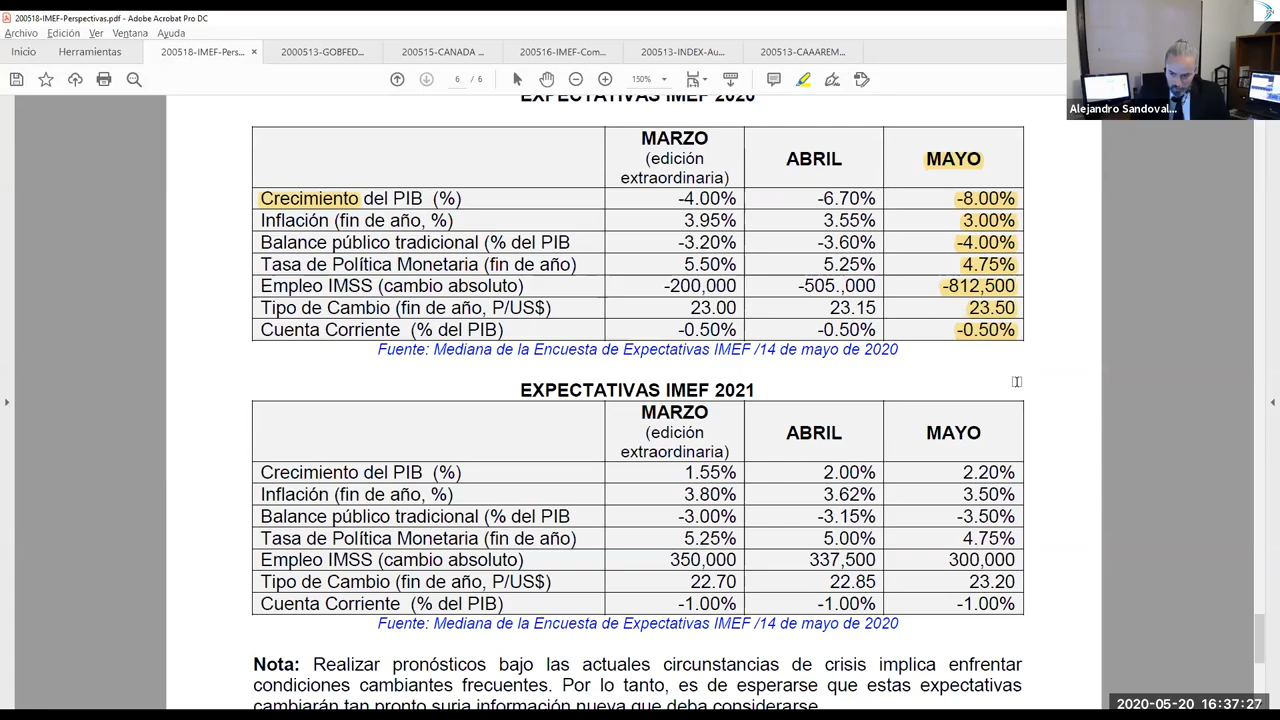 200518-IMEF-Perspectivas.pdf - Adobe Acrobat Pro DC
Archivo Edición Ver Ventana Ayuda
Inicio Herramientas 200518-IMEF-Pers... × 2000513-GOBFED... 200515-CANADA ... 200516-IMEF-Com... 200513-INDEX-Au... 200513-CAAAREM...
6 / 6 150%
Alejandro Sandoval...
EXPECTATIVAS IMEF 2020
MARZO (edición extraordinaria) ABRIL MAYO
Crecimiento del PIB (%) -4.00% -6.70% -8.00%
Inflación (fin de año, %) 3.95% 3.55% 3.00%
Balance público tradicional (% del PIB -3.20% -3.60% -4.00%
Tasa de Política Monetaria (fin de año) 5.50% 5.25% 4.75%
Empleo IMSS (cambio absoluto) -200,000 -505.,000 -812,500
Tipo de Cambio (fin de año, P/US$) 23.00 23.15 23.50
Cuenta Corriente (% del PIB) -0.50% -0.50% -0.50%
Fuente: Mediana de la Encuesta de Expectativas IMEF /14 de mayo de 2020
EXPECTATIVAS IMEF 2021
MARZO (edición extraordinaria) ABRIL MAYO
Crecimiento del PIB (%) 1.55% 2.00% 2.20%
Inflación (fin de año, %) 3.80% 3.62% 3.50%
Balance público tradicional (% del PIB -3.00% -3.15% -3.50%
Tasa de Política Monetaria (fin de año) 5.25% 5.00% 4.75%
Empleo IMSS (cambio absoluto) 350,000 337,500 300,000
Tipo de Cambio (fin de año, P/US$) 22.70 22.85 23.20
Cuenta Corriente (% del PIB) -1.00% -1.00% -1.00%
Fuente: Mediana de la Encuesta de Expectativas IMEF /14 de mayo de 2020
Nota: Realizar pronósticos bajo las actuales circunstancias de crisis implica enfrentar
condiciones cambiantes frecuentes. Por lo tanto, es de esperarse que estas expectativas
cambiarán tan pronto surja información nueva que deba considerarse.
2020-05-20 16:37:27